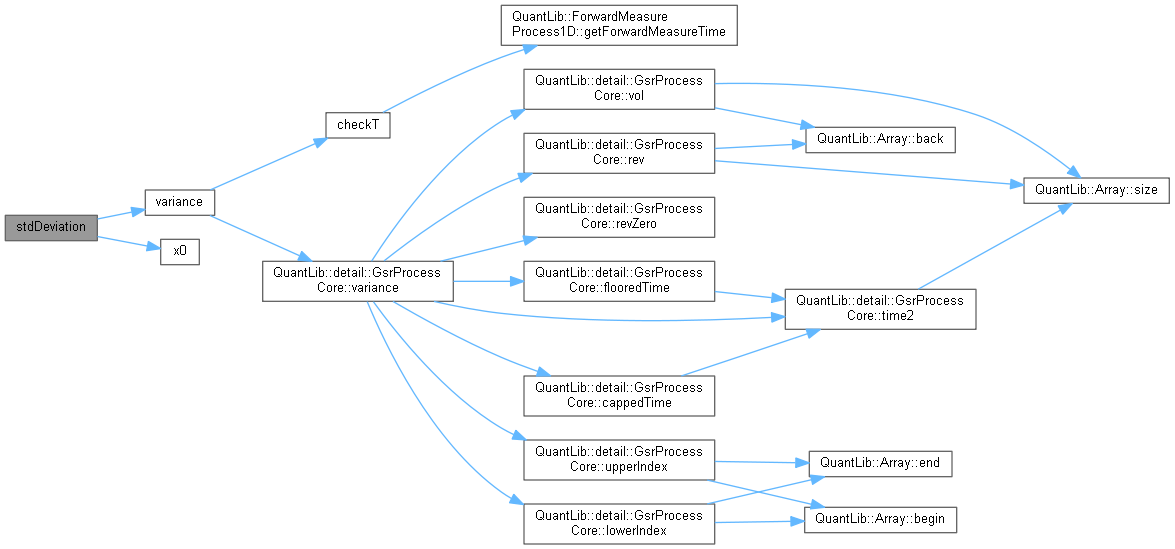 stdDeviation
variance
x0
checkT
QuantLib::detail::GsrProcess
Core::variance
QuantLib::ForwardMeasure
Process1D::getForwardMeasureTime
QuantLib::detail::GsrProcess
Core::vol
QuantLib::detail::GsrProcess
Core::rev
QuantLib::detail::GsrProcess
Core::revZero
QuantLib::detail::GsrProcess
Core::flooredTime
QuantLib::detail::GsrProcess
Core::cappedTime
QuantLib::detail::GsrProcess
Core::upperIndex
QuantLib::detail::GsrProcess
Core::lowerIndex
QuantLib::Array::back
QuantLib::detail::GsrProcess
Core::time2
QuantLib::Array::end
QuantLib::Array::begin
QuantLib::Array::size